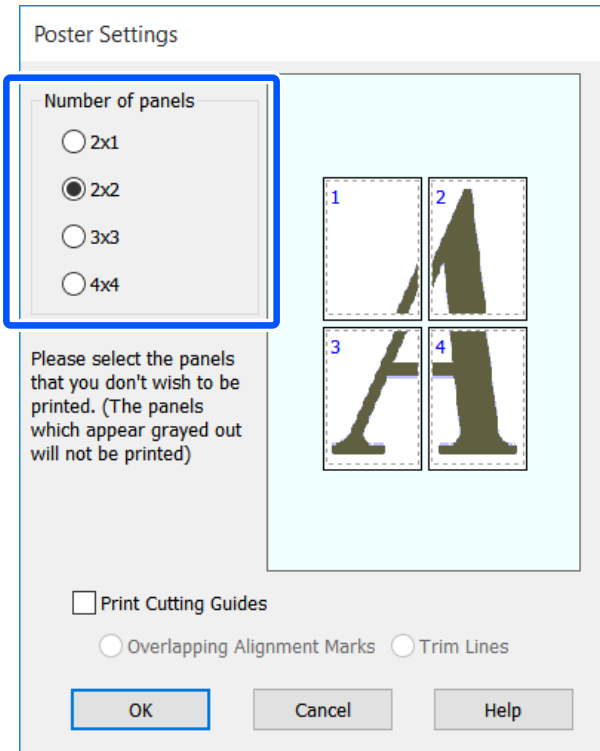 Poster Settings
Number of panels
2x1
2x2
3x3
4x4
1
2
3
4
Please select the panels
that you don't wish to be
printed. (The panels
which appear grayed out
will not be printed)
Print Cutting Guides
Overlapping Alignment Marks
Trim Lines
OK
Cancel
Help